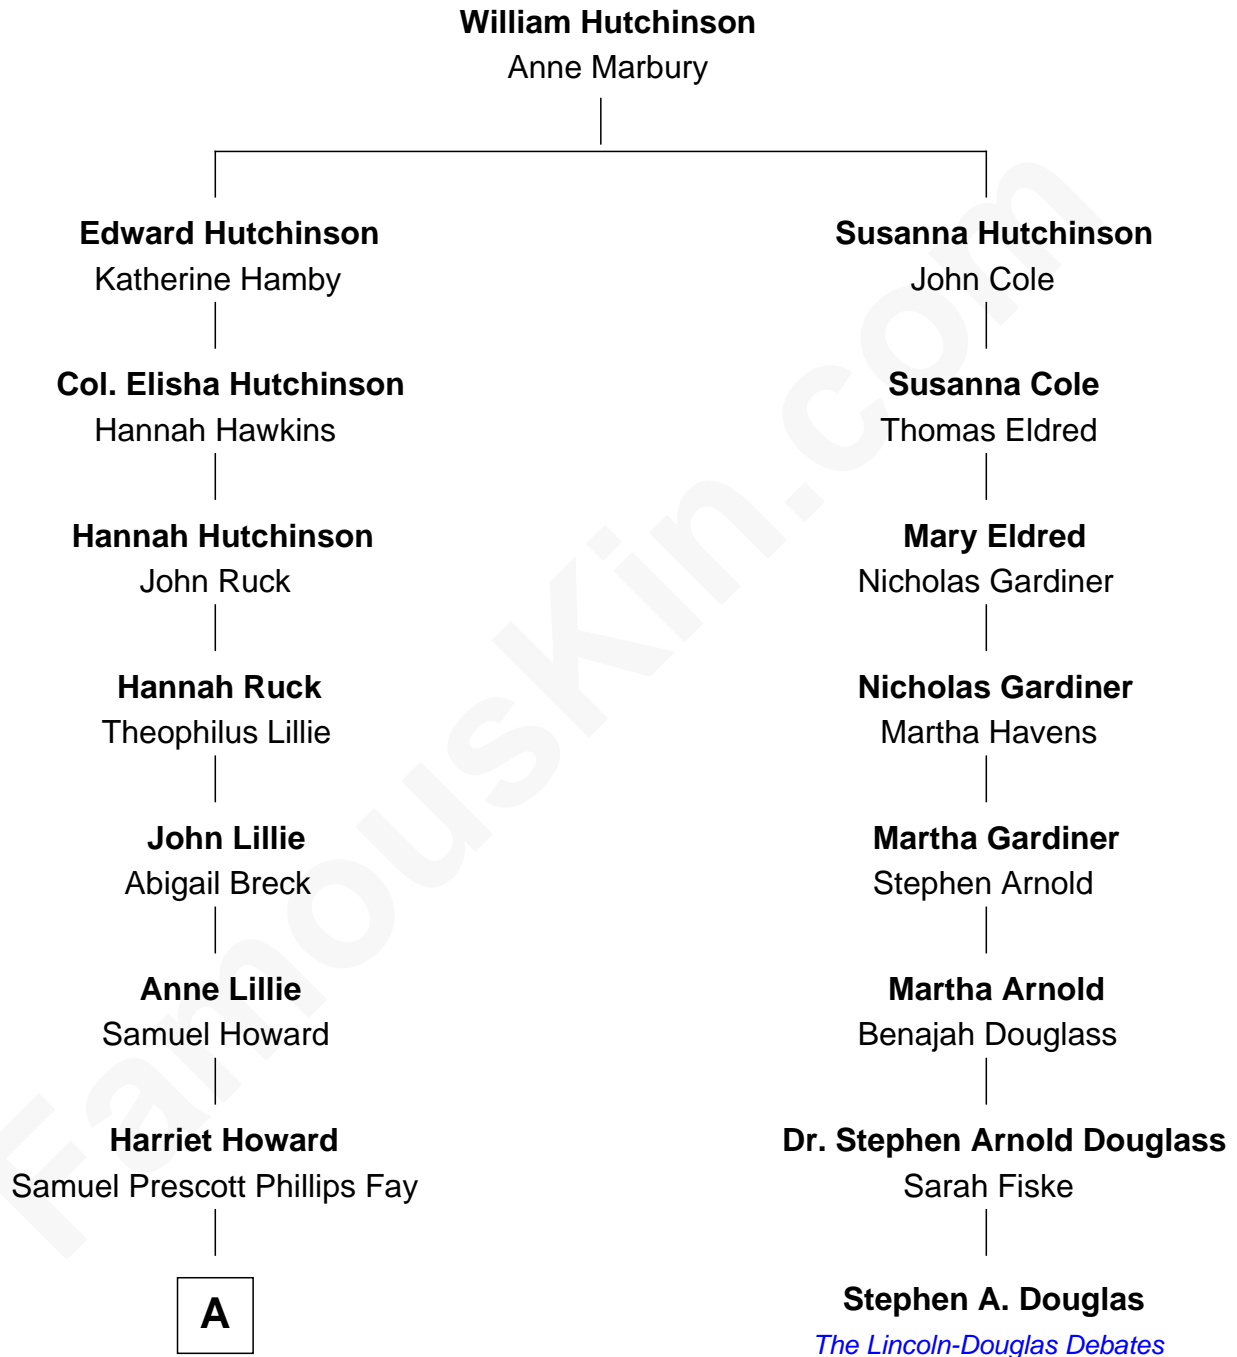 William Hutchinson
Anne Marbury
Edward Hutchinson
Katherine Hamby
Susanna Hutchinson
John Cole
Col. Elisha Hutchinson
Hannah Hawkins
Susanna Cole
Thomas Eldred
Hannah Hutchinson
John Ruck
Mary Eldred
Nicholas Gardiner
Hannah Ruck
Theophilus Lillie
Nicholas Gardiner
Martha Havens
John Lillie
Abigail Breck
Martha Gardiner
Stephen Arnold
Anne Lillie
Samuel Howard
Martha Arnold
Benajah Douglass
Harriet Howard
Samuel Prescott Phillips Fay
Dr. Stephen Arnold Douglass
Sarah Fiske
A
Stephen A. Douglas
The Lincoln-Douglas Debates
FamousKin.com